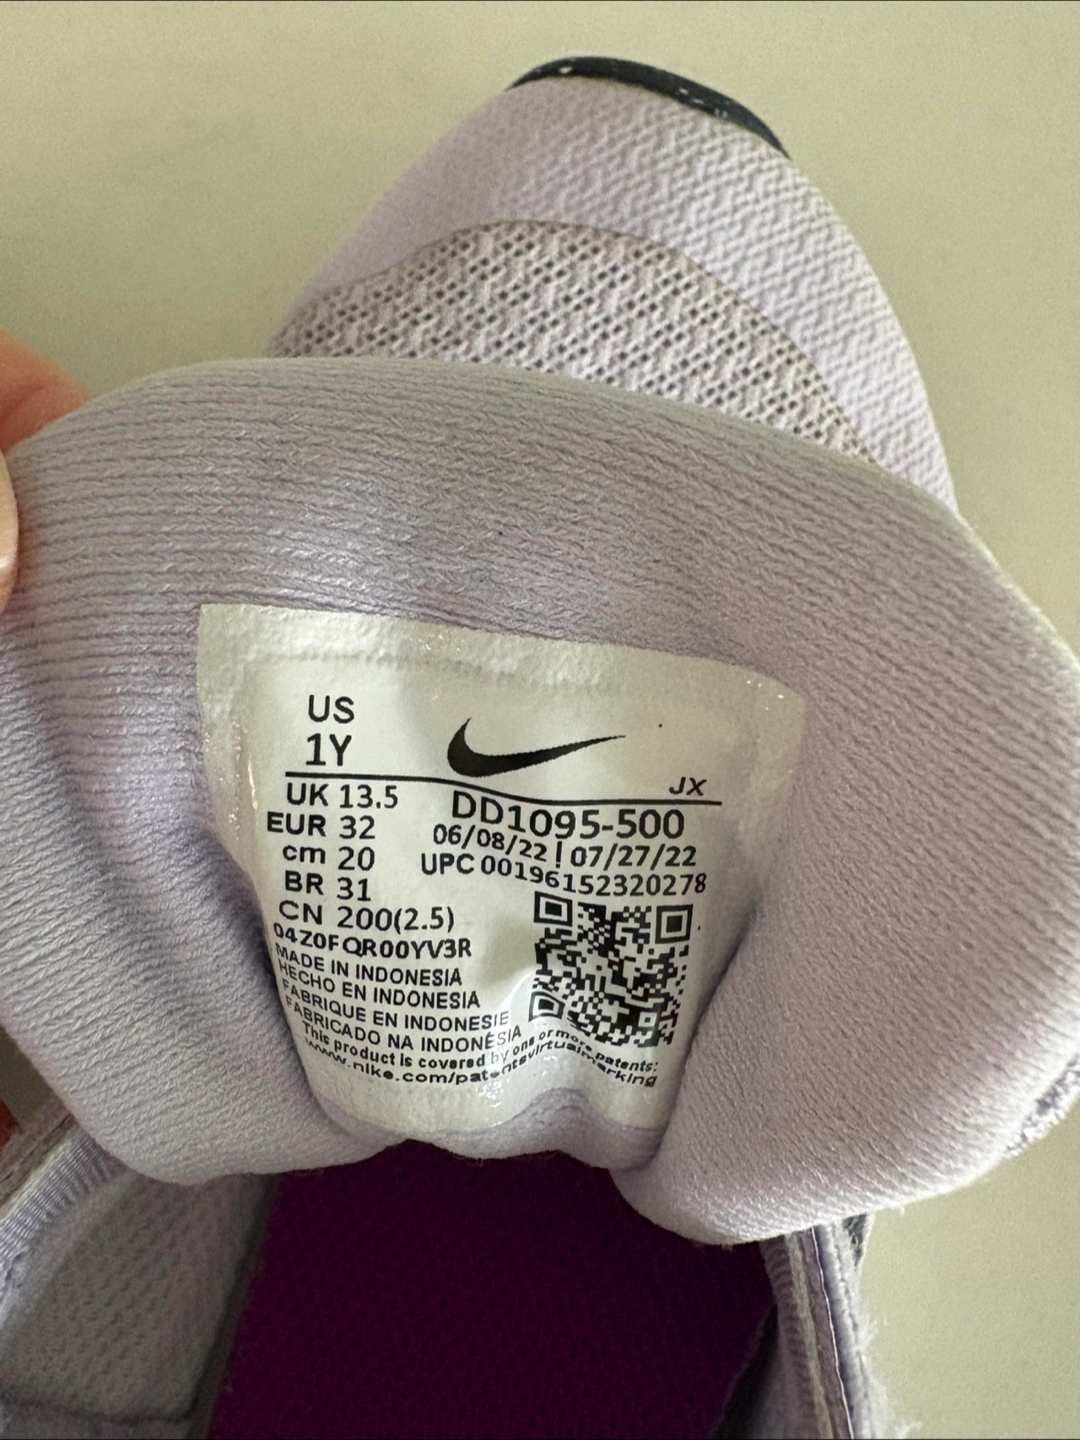 US
1Y
JX
UK 13.5
EUR 32
cm 20
BR 31
CN 200(2.5)
DD1095-500
06/08/22 | 07/27/22
UPC 00196152320278
04Z0FQR00YV3R
MADE IN INDONESIA
HECHO EN INDONESIA
FABRIQUE EN INDONESIE
FABRICADO NA INDONÉSIA
This product is covered by one or more patents:
www.nike.com/patentsvirtualmarking